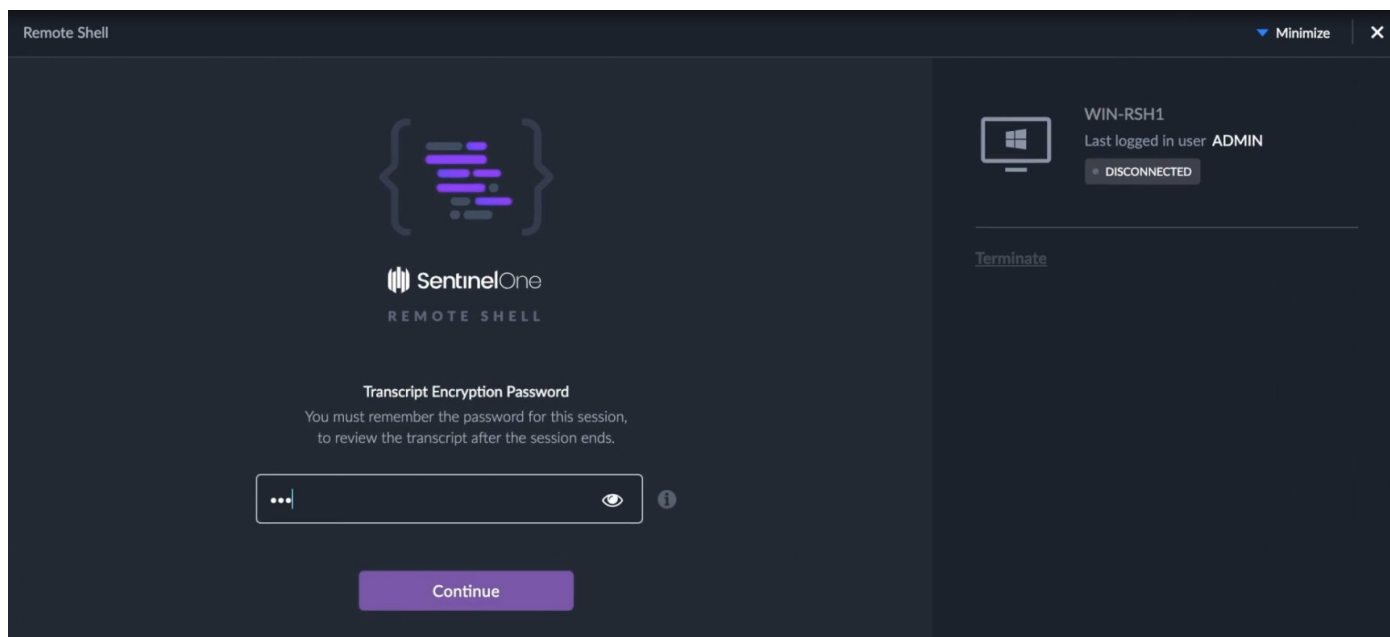 Remote Shell
Minimize
WIN-RSH1
Last logged in user ADMIN
DISCONNECTED
Terminate
SentinelOne
REMOTE SHELL
Transcript Encryption Password
You must remember the password for this session,
to review the transcript after the session ends.
•••
Continue